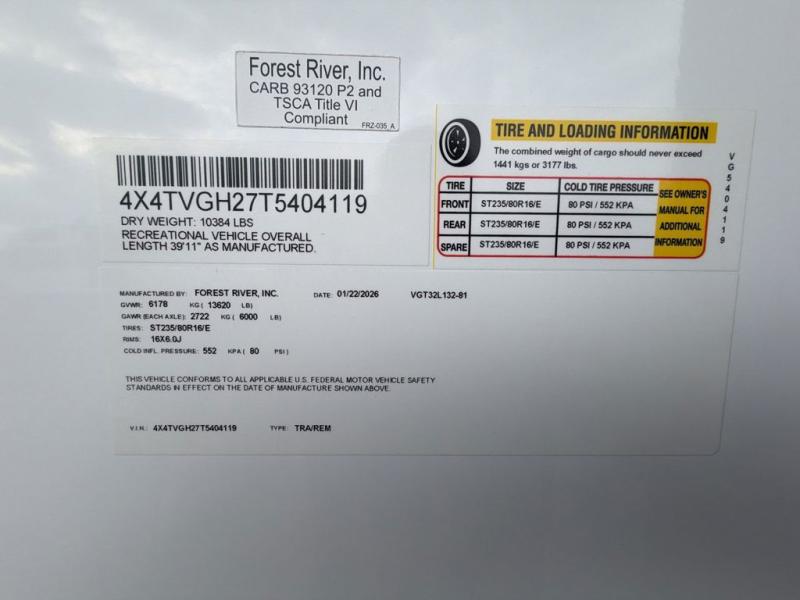 Forest River, Inc.
CARB 93120 P2 and
TSCA Title VI
Compliant
FRZ-035_A
4X4TVGH27T5404119
DRY WEIGHT: 10384 LBS
RECREATIONAL VEHICLE OVERALL
LENGTH 39'11" AS MANUFACTURED.
TIRE AND LOADING INFORMATION
The combined weight of cargo should never exceed
1441 kgs or 3177 lbs.
TIRE SIZE COLD TIRE PRESSURE
FRONT ST235/80R16/E 80 PSI / 552 KPA
REAR ST235/80R16/E 80 PSI / 552 KPA
SPARE ST235/80R16/E 80 PSI / 552 KPA
SEE OWNER'S
MANUAL FOR
ADDITIONAL
INFORMATION
VG5404119
MANUFACTURED BY: FOREST RIVER, INC. DATE: 01/22/2026 VGT32L132-81
GVWR: 6178 KG ( 13620 LB)
GAWR (EACH AXLE): 2722 KG ( 6000 LB)
TIRES: ST235/80R16/E
RIMS: 16X6.0J
COLD INFL. PRESSURE: 552 KPA ( 80 PSI )
THIS VEHICLE CONFORMS TO ALL APPLICABLE U.S. FEDERAL MOTOR VEHICLE SAFETY
STANDARDS IN EFFECT ON THE DATE OF MANUFACTURE SHOWN ABOVE.
V.I.N.: 4X4TVGH27T5404119 TYPE: TRA/REM